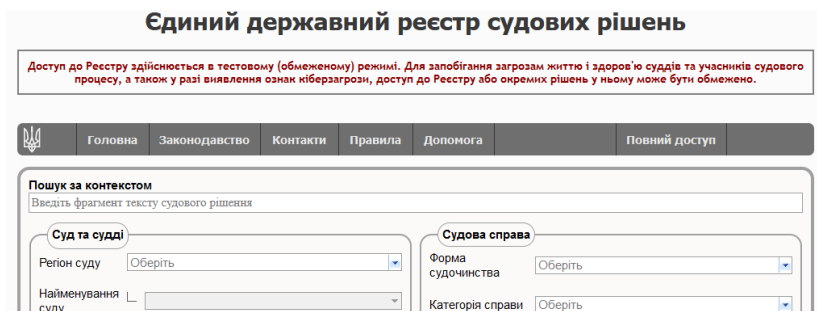 Єдиний державний реєстр судових рішень
Доступ до Реєстру здійснюється в тестовому (обмеженому) режимі. Для запобігання загрозам життю і здоров'ю суддів та учасників судового
процесу, а також у разі виявлення ознак кіберзагрози, доступ до Реєстру або окремих рішень у ньому може бути обмежено.
Головна Законодавство Контакти Правила Допомога Повний доступ
Пошук за контекстом
Введіть фрагмент тексту судового рішення
Суд та судді
Регіон суду Оберіть
Найменування
суду
Судова справа
Форма
судочинства Оберіть
Категорія справи Оберіть